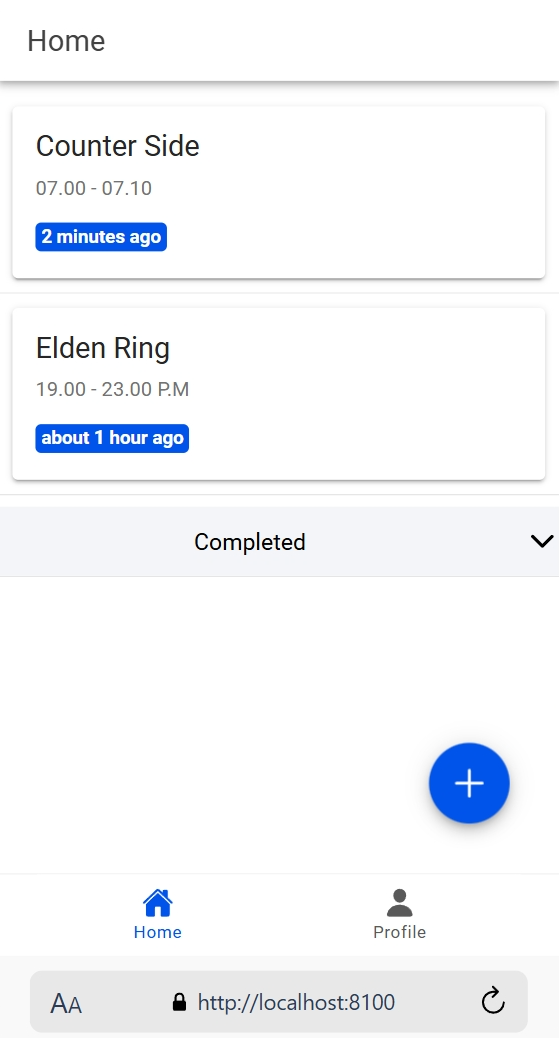 Home
Counter Side
07.00 - 07.10
2 minutes ago
Elden Ring
19.00 - 23.00 P.M
about 1 hour ago
Completed
Home
Profile
AA
http://localhost:8100